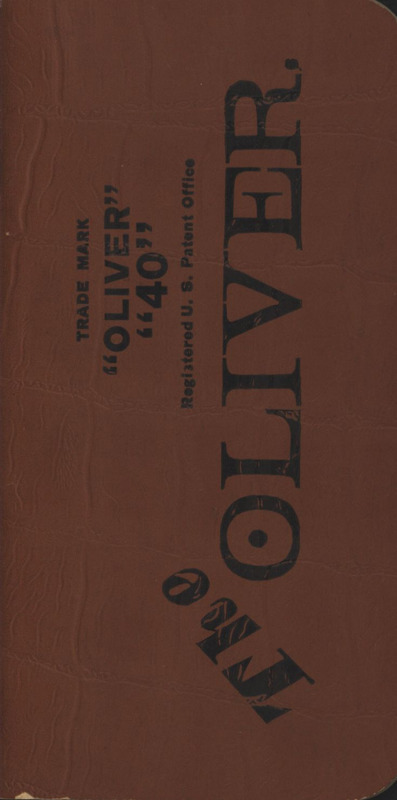 TRADE MARK
"OLIVER"
"40"
Registered U. S. Patent Office
The
OLIVER.